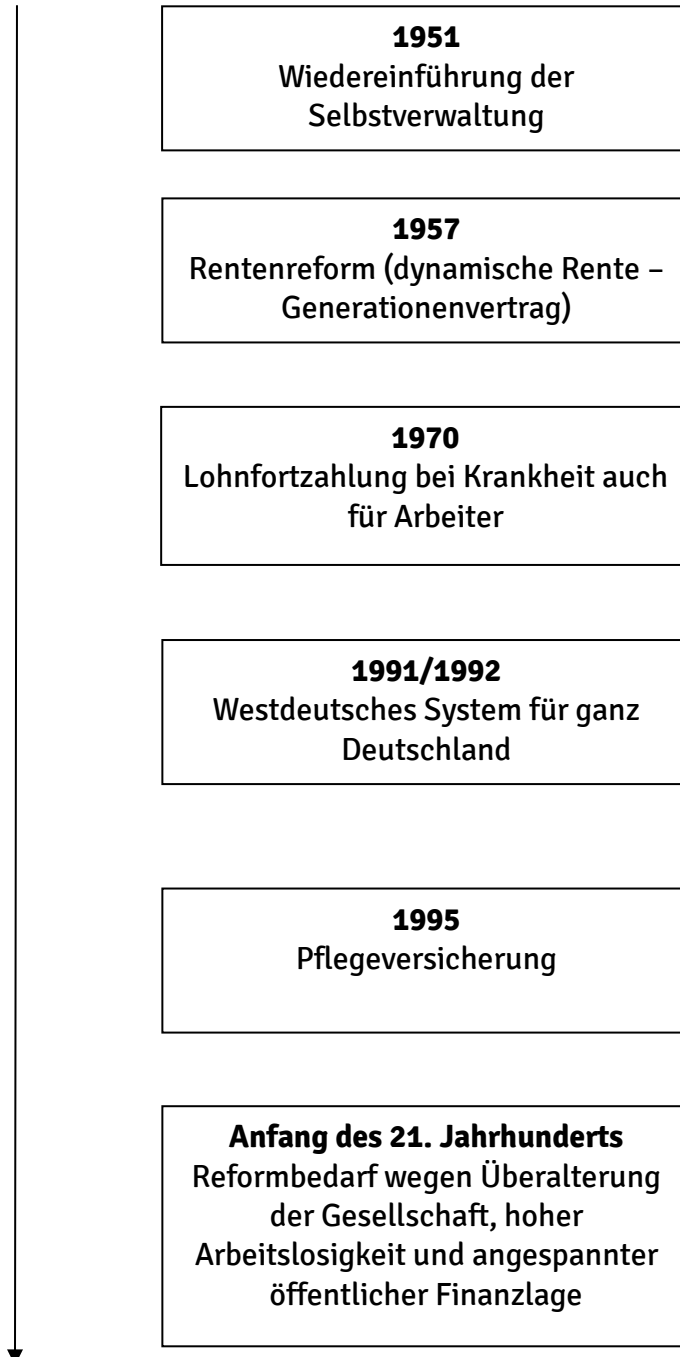 1951
Wiedereinführung der
Selbstverwaltung
1957
Rentenreform (dynamische Rente –
Generationenvertrag)
1970
Lohnfortzahlung bei Krankheit auch
für Arbeiter
1991/1992
Westdeutsches System für ganz
Deutschland
1995
Pflegeversicherung
Anfang des 21. Jahrhunderts
Reformbedarf wegen Überalterung
der Gesellschaft, hoher
Arbeitslosigkeit und angespannter
öffentlicher Finanzlage